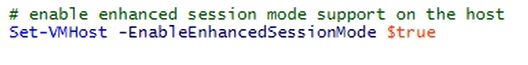 # enable enhanced session mode support on the host
Set-VMHost -EnableEnhancedSessionMode $true